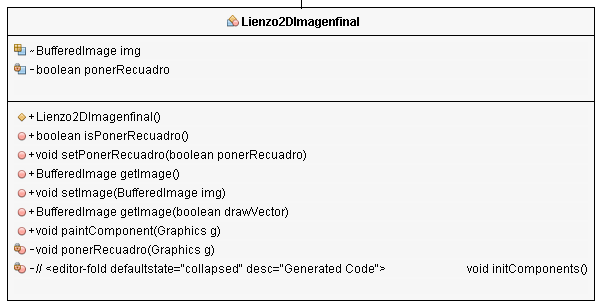 Lienzo2DImagenfinal
~BufferedImage img
-boolean ponerRecuadro
+Lienzo2DImagenfinal()
+boolean isPonerRecuadro()
+void setPonerRecuadro(boolean ponerRecuadro)
+BufferedImage getImage()
+void setImage(BufferedImage img)
+BufferedImage getImage(boolean drawVector)
+void paintComponent(Graphics g)
-void ponerRecuadro(Graphics g)
-// <editor-fold defaultstate="collapsed" desc="Generated Code"> void initComponents()